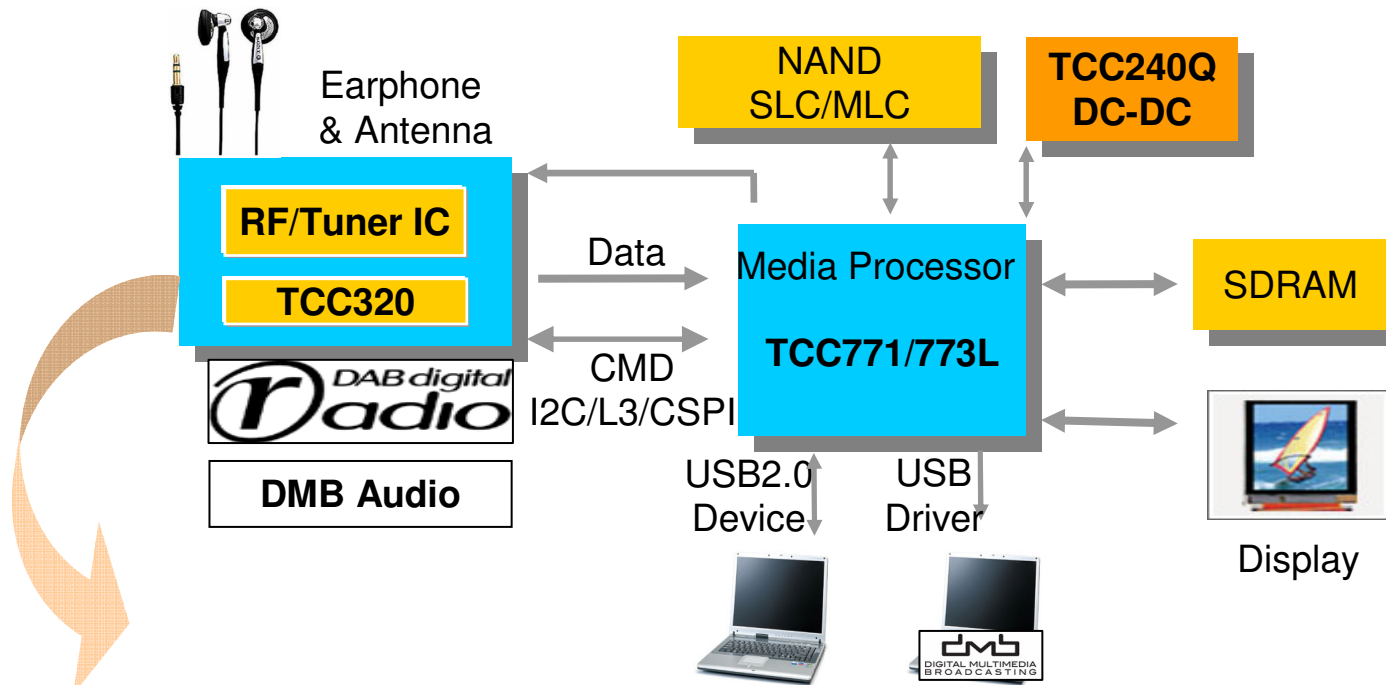 Earphone
& Antenna
NAND
SLC/MLC
TCC240Q
DC-DC
RF/Tuner IC
TCC320
Data
CMD
I2C/L3/CSPI
Media Processor
TCC771/773L
SDRAM
DAB digital
radio
DMB Audio
USB2.0
Device
USB
Driver
Display
dmb
DIGITAL MULTIMEDIA
BROADCASTING